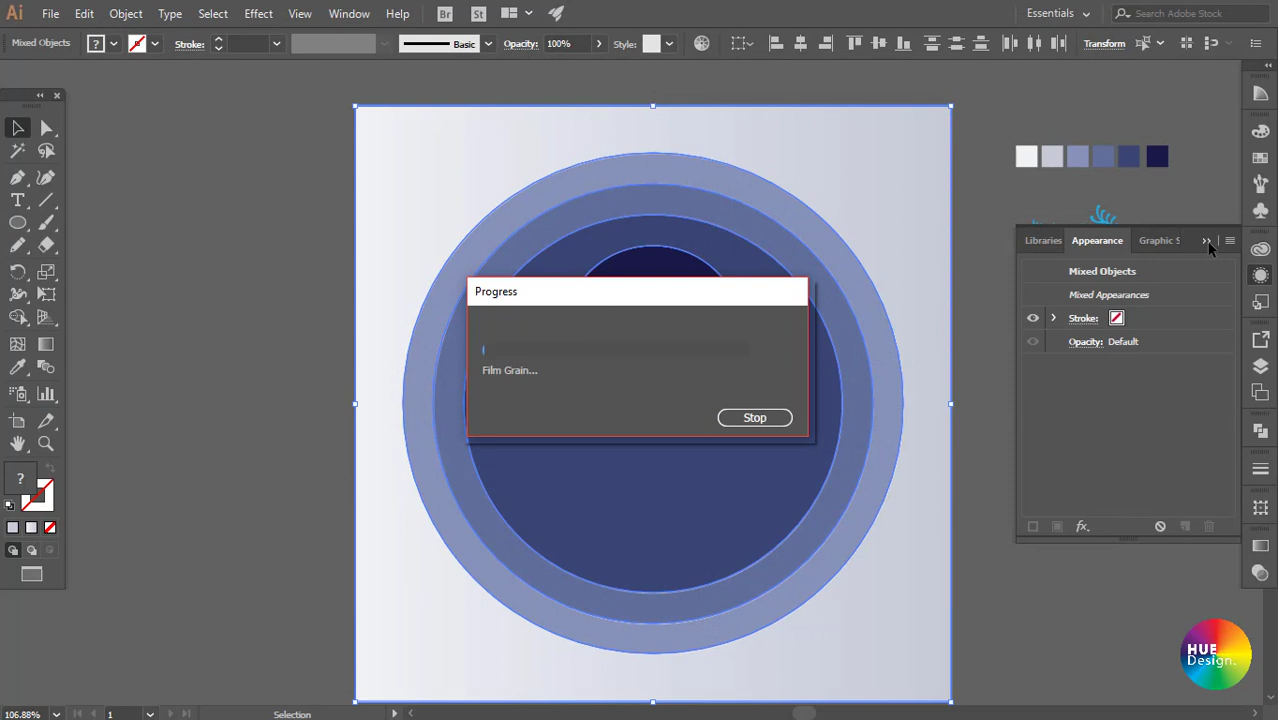 Ai File Edit Object Type Select Effect View Window Help Br St Essentials Search Adobe Stock
Mixed Objects ? Stroke: Basic Opacity: 100% Style: Transform
Libraries Appearance Graphic S
Mixed Objects
Mixed Appearances
Stroke:
Opacity: Default
fx.
Progress
Film Grain...
Stop
T
?
HUE
Design.
106.88% 1 Selection